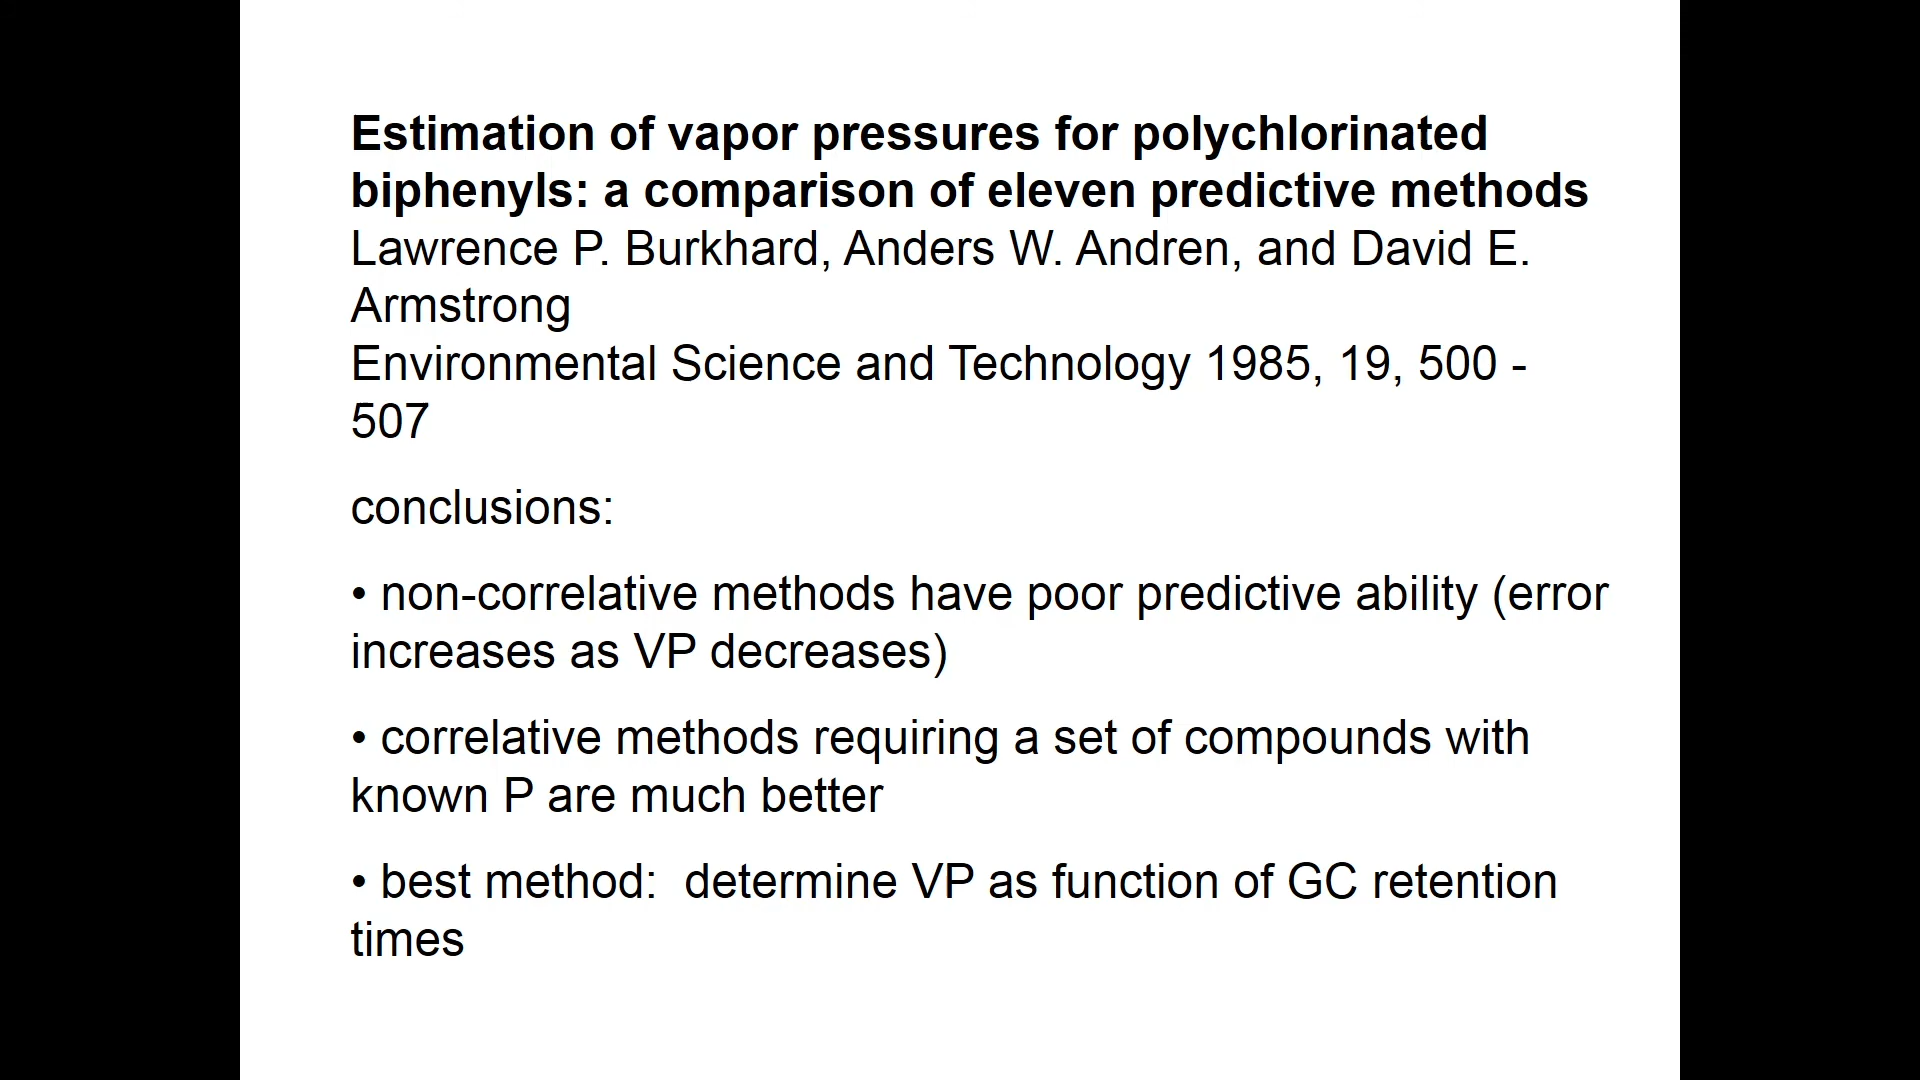 Estimation of vapor pressures for polychlorinated
biphenyls: a comparison of eleven predictive methods
Lawrence P. Burkhard, Anders W. Andren, and David E.
Armstrong
Environmental Science and Technology 1985, 19, 500 -
507
conclusions:
• non-correlative methods have poor predictive ability (error
increases as VP decreases)
• correlative methods requiring a set of compounds with
known P are much better
• best method:  determine VP as function of GC retention
times